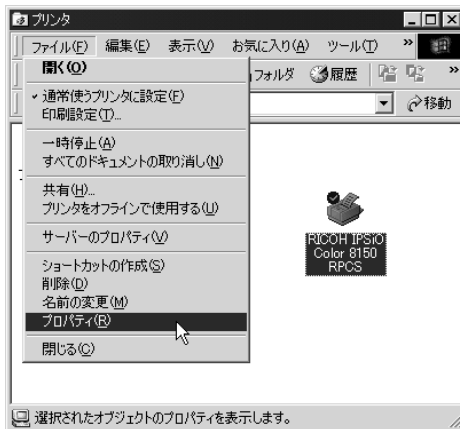 プリンタ
ファイル(F) 編集(E) 表示(V) お気に入り(A) ツール(T) »
開く(O)
フォルダ 履歴 »
通常使うプリンタに設定(F)
移動
印刷設定(T)...
一時停止(A)
すべてのドキュメントの取り消し(N)
共有(H)...
プリンタをオフラインで使用する(U)
サーバーのプロパティ(V)
RICOH IPSiO
Color 8150
RPCS
ショートカットの作成(S)
削除(D)
名前の変更(M)
プロパティ(R)
閉じる(C)
選択されたオブジェクトのプロパティを表示します。